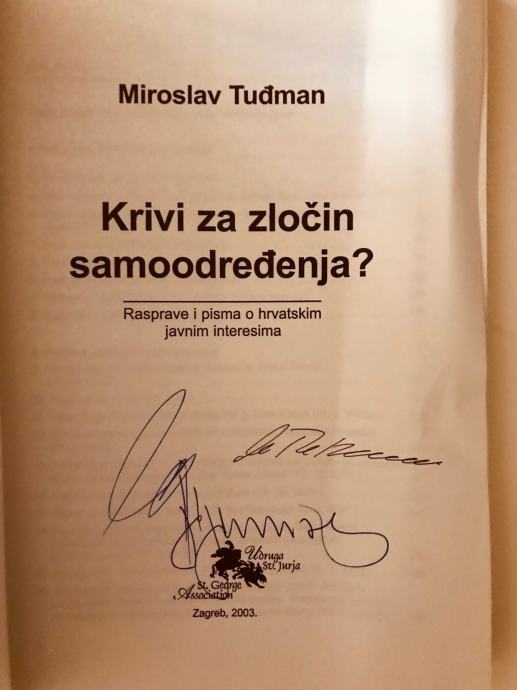 Miroslav Tuđman
Krivi za zločin
samoodređenja?
Rasprave i pisma o hrvatskim
javnim interesima
Udruga
Sv. Jurja
St. George
Association
Zagreb, 2003.